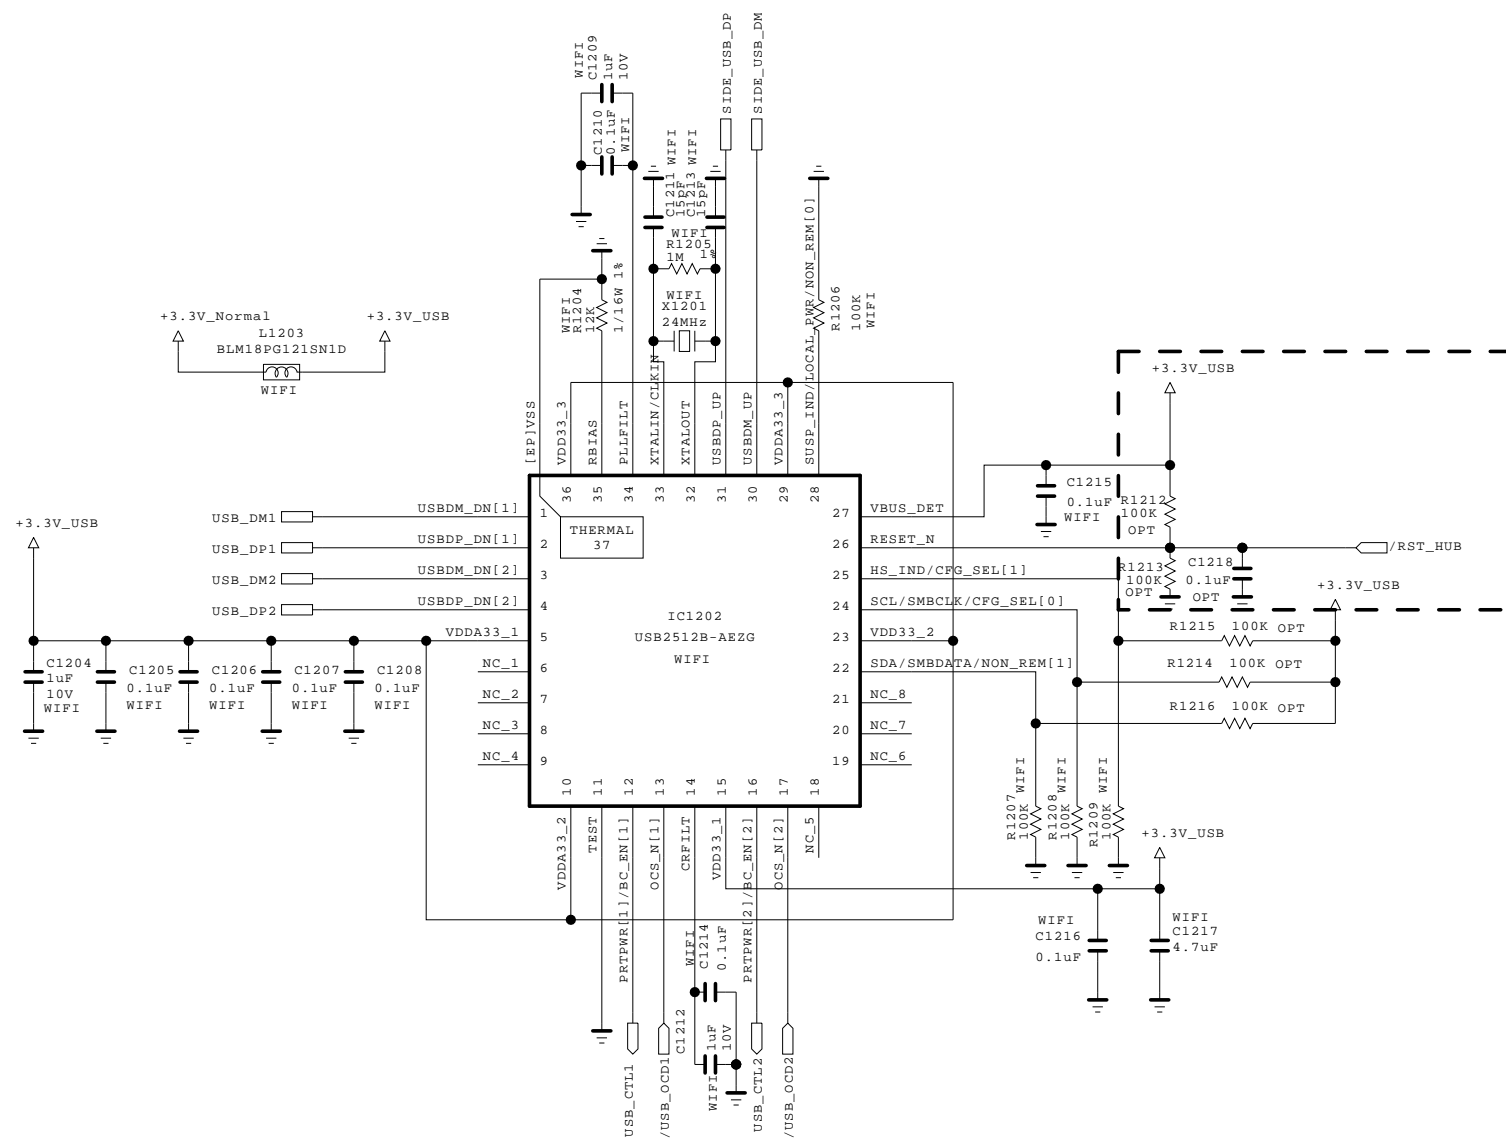 SIDE_USB_DP
SIDE_USB_DM
WIFI
C1209
1uF
10V
C1210
0.1uF
WIFI
C1211 WIFI
15pF
C1213 WIFI
15pF
WIFI
R1205
1M 1%
WIFI
X1201
24MHz
WIFI
R1204
12K
1/16W 1%
R1206
100K
WIFI
+3.3V_Normal
+3.3V_USB
L1203
BLM18PG121SN1D
WIFI
[EP]VSS
VDD33_3
RBIAS
PLLFILT
XTALIN/CLKIN
XTALOUT
USBDP_UP
USBDM_UP
VDDA33_3
SUSP_IND/LOCAL_PWR/NON_REM[0]
36
35
34
33
32
31
30
29
28
THERMAL
37
IC1202
USB2512B-AEZG
WIFI
+3.3V_USB
USB_DM1
USBDM_DN[1]
1
USB_DP1
USBDP_DN[1]
2
USB_DM2
USBDM_DN[2]
3
USB_DP2
USBDP_DN[2]
4
VDDA33_1
5
NC_1
6
NC_2
7
NC_3
8
NC_4
9
C1204
1uF
10V
WIFI
C1205
0.1uF
WIFI
C1206
0.1uF
WIFI
C1207
0.1uF
WIFI
C1208
0.1uF
WIFI
27
VBUS_DET
26
RESET_N
25
HS_IND/CFG_SEL[1]
24
SCL/SMBCLK/CFG_SEL[0]
23
VDD33_2
22
SDA/SMBDATA/NON_REM[1]
21
NC_8
20
NC_7
19
NC_6
+3.3V_USB
C1215
0.1uF
WIFI
R1212
100K
OPT
R1213
100K
OPT
C1218
0.1uF
OPT
/RST_HUB
+3.3V_USB
R1215 100K OPT
R1214 100K OPT
R1216 100K OPT
R1207
100K
WIFI
R1208
100K
WIFI
R1209
100K
WIFI
10
11
12
13
14
15
16
17
18
VDDA33_2
TEST
PRTPWR[1]/BC_EN[1]
OCS_N[1]
CRFILT
VDD33_1
PRTPWR[2]/BC_EN[2]
OCS_N[2]
NC_5
+3.3V_USB
WIFI
C1216
0.1uF
WIFI
C1217
4.7uF
WIFI
C1214
0.1uF
C1212
1uF
10V
WIFI
USB_CTL1
/USB_OCD1
USB_CTL2
/USB_OCD2